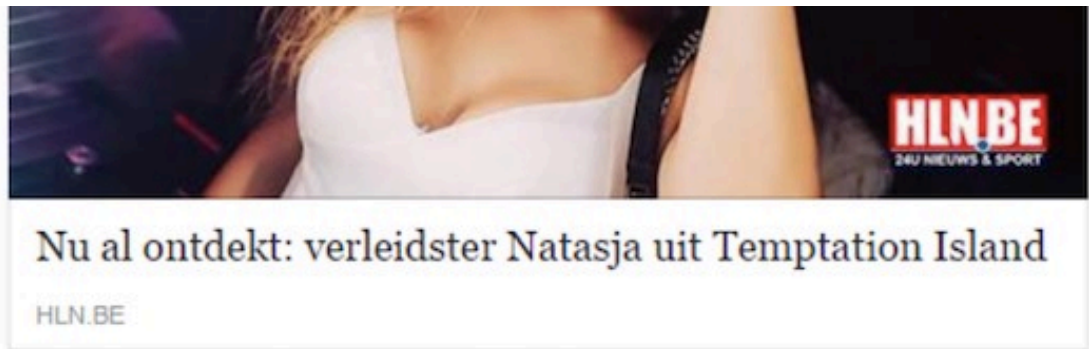 HLN.BE
24U NIEUWS & SPORT
Nu al ontdekt: verleidster Natasja uit Temptation Island
HLN.BE